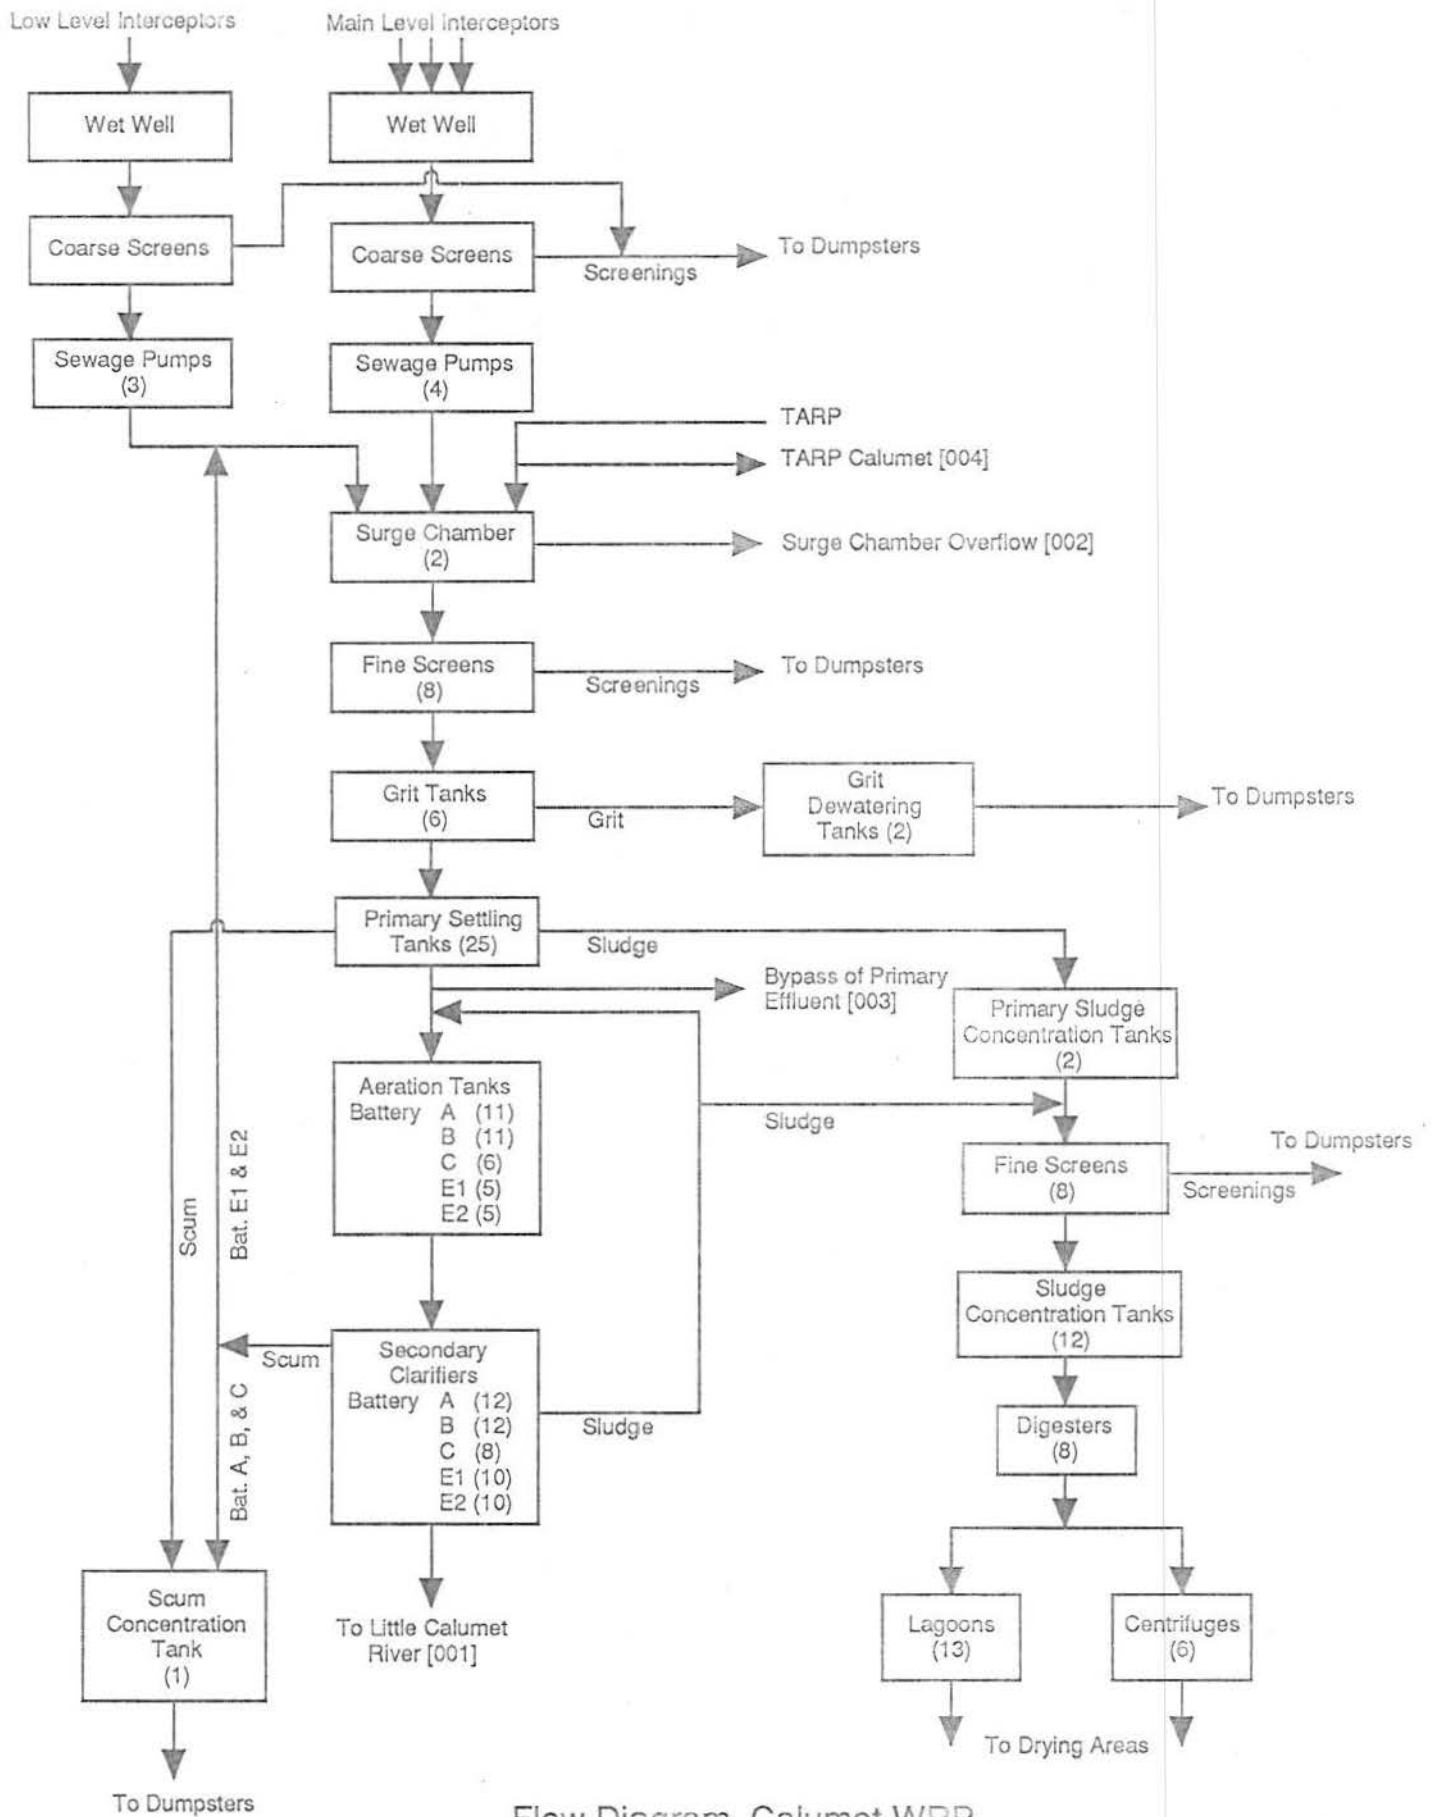 Low Level Interceptors
Main Level Interceptors
Wet Well
Wet Well
Coarse Screens
Coarse Screens
Screenings
To Dumpsters
Sewage Pumps
(3)
Sewage Pumps
(4)
TARP
TARP Calumet [004]
Surge Chamber
(2)
Surge Chamber Overflow [002]
Fine Screens
(8)
Screenings
To Dumpsters
Grit Tanks
(6)
Grit
Grit
Dewatering
Tanks (2)
To Dumpsters
Primary Settling
Tanks (25)
Sludge
Bypass of Primary
Effluent [003]
Primary Sludge
Concentration Tanks
(2)
Aeration Tanks
Battery A (11)
B (11)
C (6)
E1 (5)
E2 (5)
Sludge
Fine Screens
(8)
Screenings
To Dumpsters
Scum
Bat. E1 & E2
Sludge
Concentration Tanks
(12)
Scum
Secondary
Clarifiers
Battery A (12)
B (12)
C (8)
E1 (10)
E2 (10)
Sludge
Bat. A, B, & C
Digesters
(8)
Scum
Concentration
Tank
(1)
To Little Calumet
River [001]
Lagoons
(13)
Centrifuges
(6)
To Drying Areas
To Dumpsters
Flow Diagram, Calumet WRP